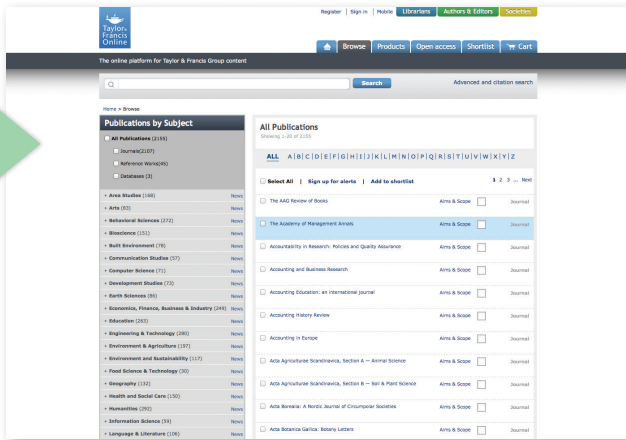 Register | Sign in | Mobile Librarians Authors & Editors Societies
Taylor & Francis Online
Browse Products Open access Shortlist Cart
The online platform for Taylor & Francis Group content
Search Advanced and citation search
Home > Browse
Publications by Subject
All Publications (2155)
Journals(2107)
Reference Works(45)
Databases (3)
+ Area Studies (168) News
+ Arts (83) News
+ Behavioral Sciences (272) News
+ Bioscience (151) News
+ Built Environment (78) News
+ Communication Studies (57) News
+ Computer Science (71) News
+ Development Studies (73) News
+ Earth Sciences (86) News
+ Economics, Finance, Business & Industry (249) News
+ Education (283) News
+ Engineering & Technology (280) News
+ Environment & Agriculture (197) News
+ Environment and Sustainability (117) News
+ Food Science & Technology (30) News
+ Geography (132) News
+ Health and Social Care (150) News
+ Humanities (292) News
+ Information Science (59) News
+ Language & Literature (106) News
All Publications
Showing 1-20 of 2155
ALL A|B|C|D|E|F|G|H|I|J|K|L|M|N|O|P|Q|R|S|T|U|V|W|X|Y|Z
Select All | Sign up for alerts | Add to shortlist 1 2 3 ... Next
The AAG Review of Books Aims & Scope Journal
The Academy of Management Annals Aims & Scope Journal
Accountability in Research: Policies and Quality Assurance Aims & Scope Journal
Accounting and Business Research Aims & Scope Journal
Accounting Education: an international journal Aims & Scope Journal
Accounting History Review Aims & Scope Journal
Accounting in Europe Aims & Scope Journal
Acta Agriculturae Scandinavica, Section A — Animal Science Aims & Scope Journal
Acta Agriculturae Scandinavica, Section B — Soil & Plant Science Aims & Scope Journal
Acta Borealia: A Nordic Journal of Circumpolar Societies Aims & Scope Journal
Acta Botanica Gallica: Botany Letters Aims & Scope Journal